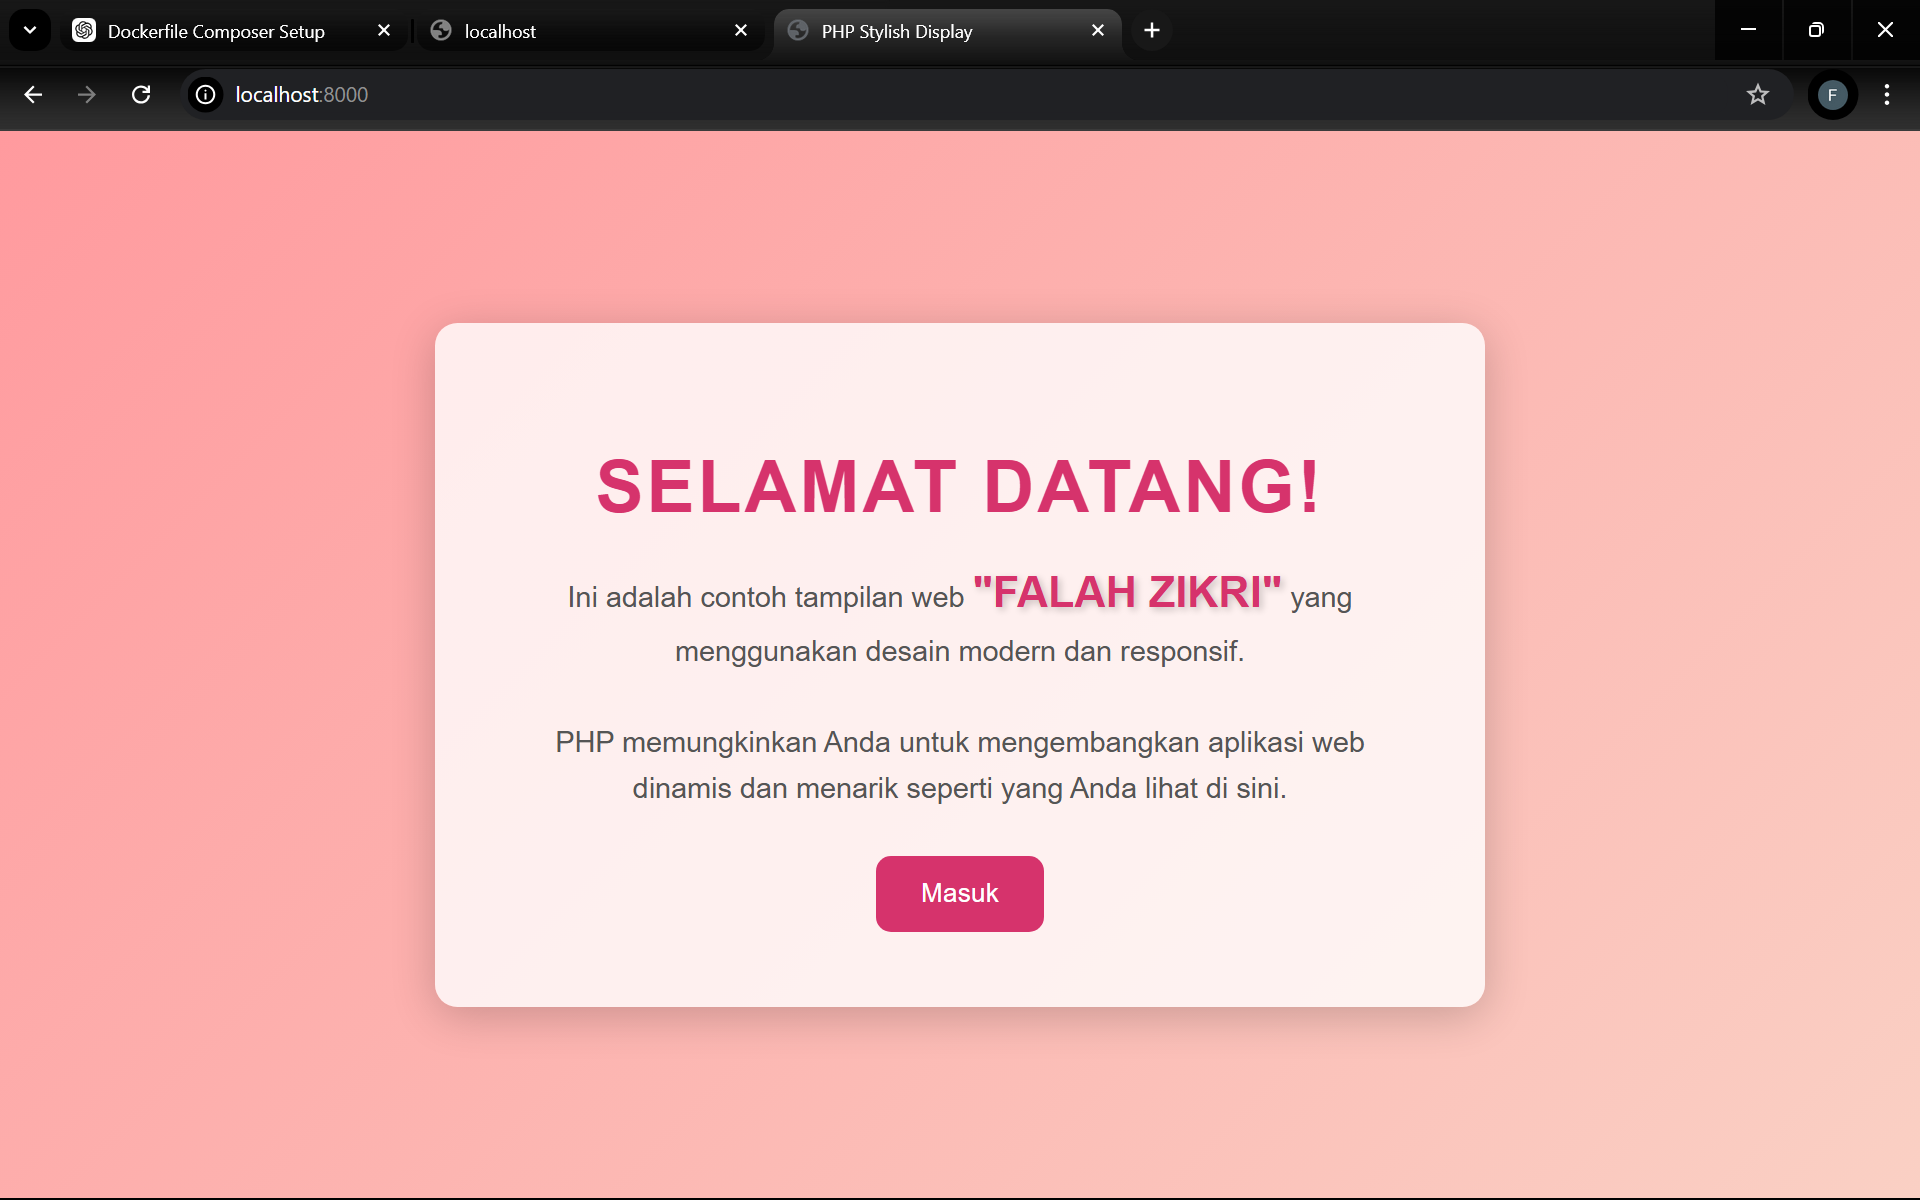 Dockerfile Composer Setup
localhost
PHP Stylish Display
localhost:8000
F
SELAMAT DATANG!
Ini adalah contoh tampilan web "FALAH ZIKRI" yang
menggunakan desain modern dan responsif.
PHP memungkinkan Anda untuk mengembangkan aplikasi web
dinamis dan menarik seperti yang Anda lihat di sini.
Masuk